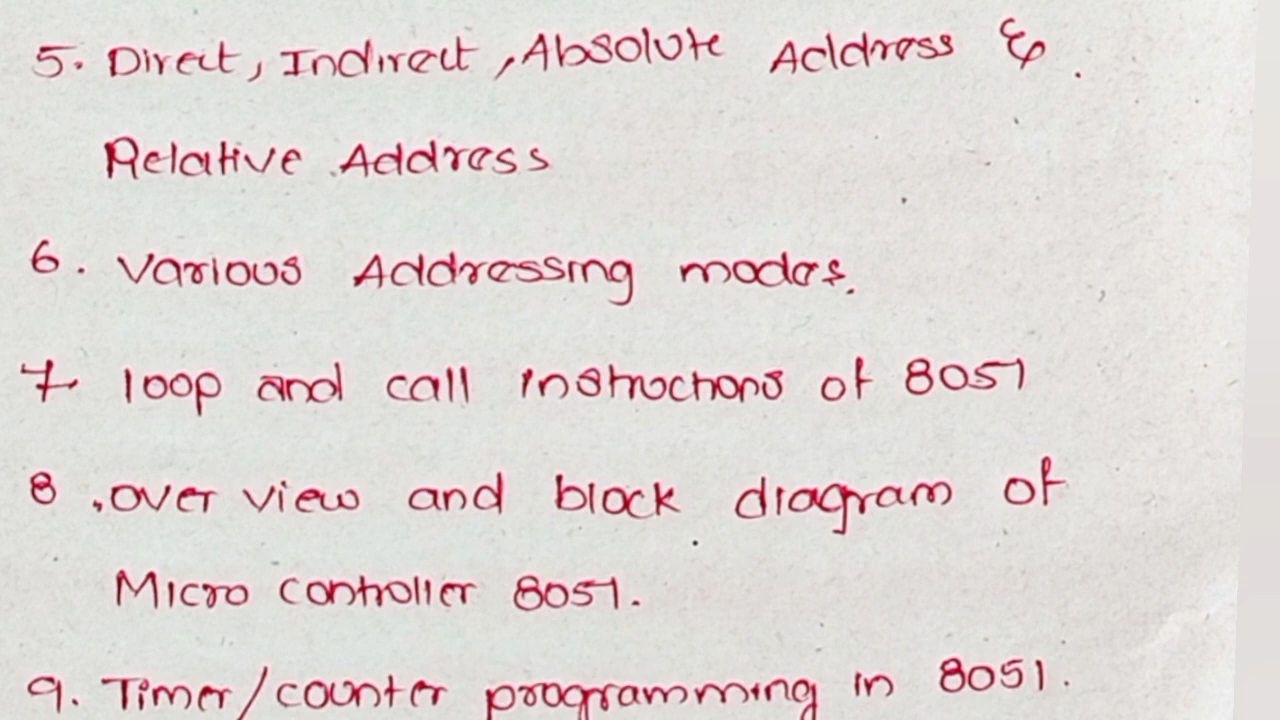 5. Direct, Indirect, Absolute Address &
Relative Address
6. Various Addressing modes.
7 loop and call instructions of 8051
8. over view and block diagram of
Micro controller 8051.
9. Timer/counter programming in 8051.